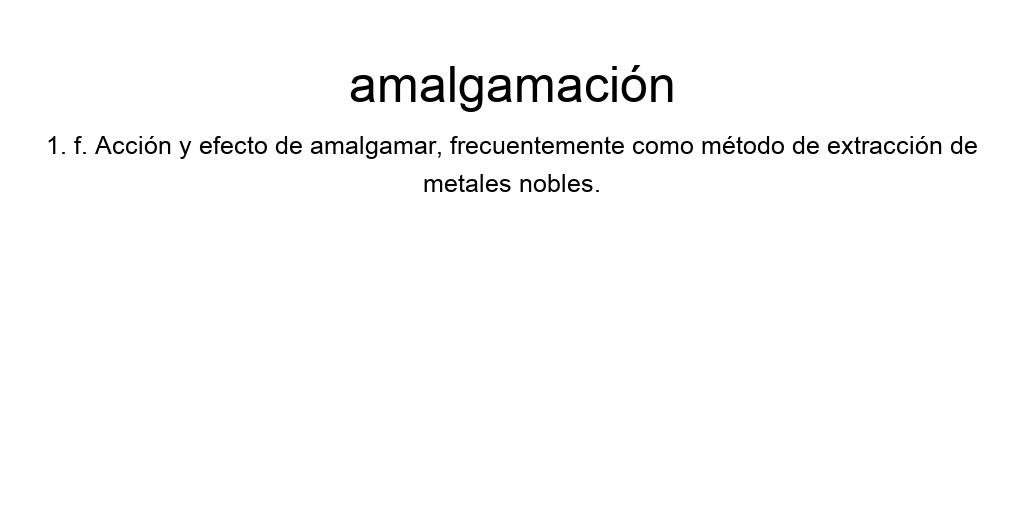 amalgamación
1. f. Acción y efecto de amalgamar, frecuentemente como método de extracción de
metales nobles.